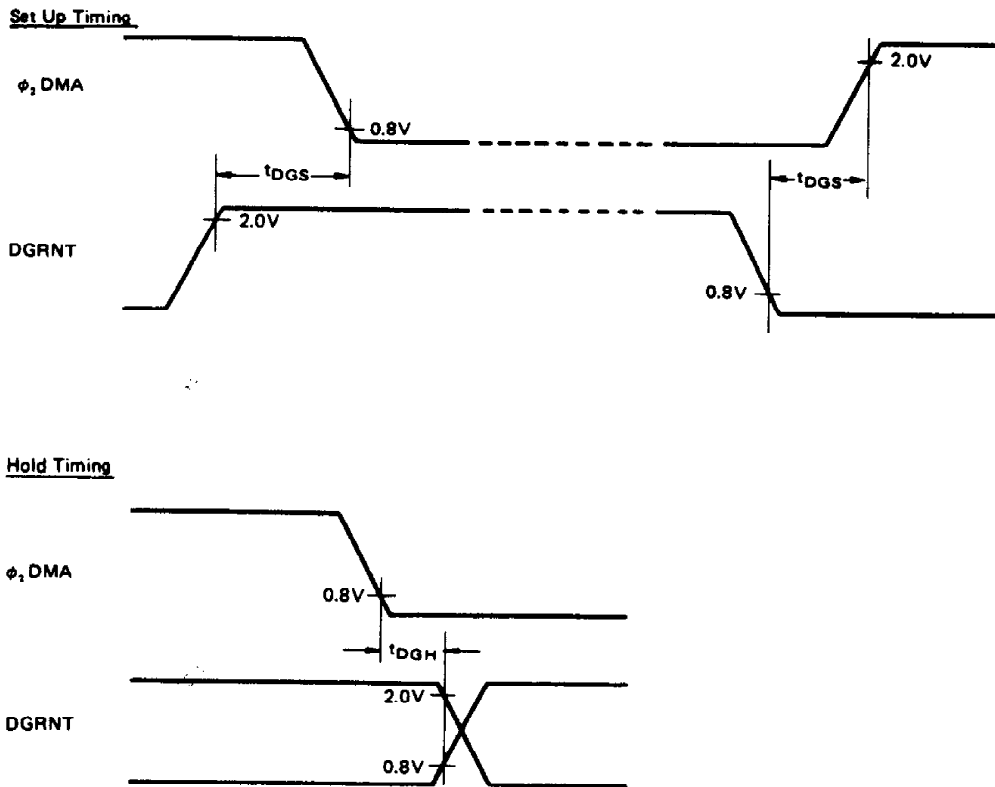 Set Up Timing
2.0V
ϕ₂ DMA
0.8V
tDGS
tDGS
2.0V
DGRNT
0.8V
Hold Timing
ϕ₂ DMA
0.8V
tDGH
2.0V
DGRNT
0.8V